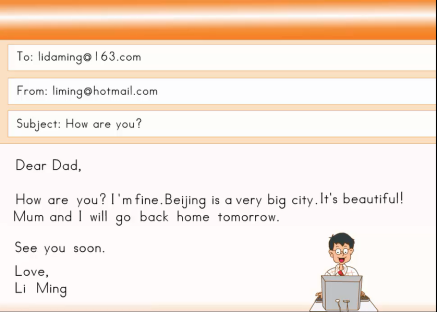 To: lidaming@163.com
From: liming@hotmail.com
Subject: How are you?
Dear Dad,
How are you? I'm fine. Beijing is a very big city. It's beautiful!
Mum and I will go back home tomorrow.
See you soon.
Love,
Li Ming